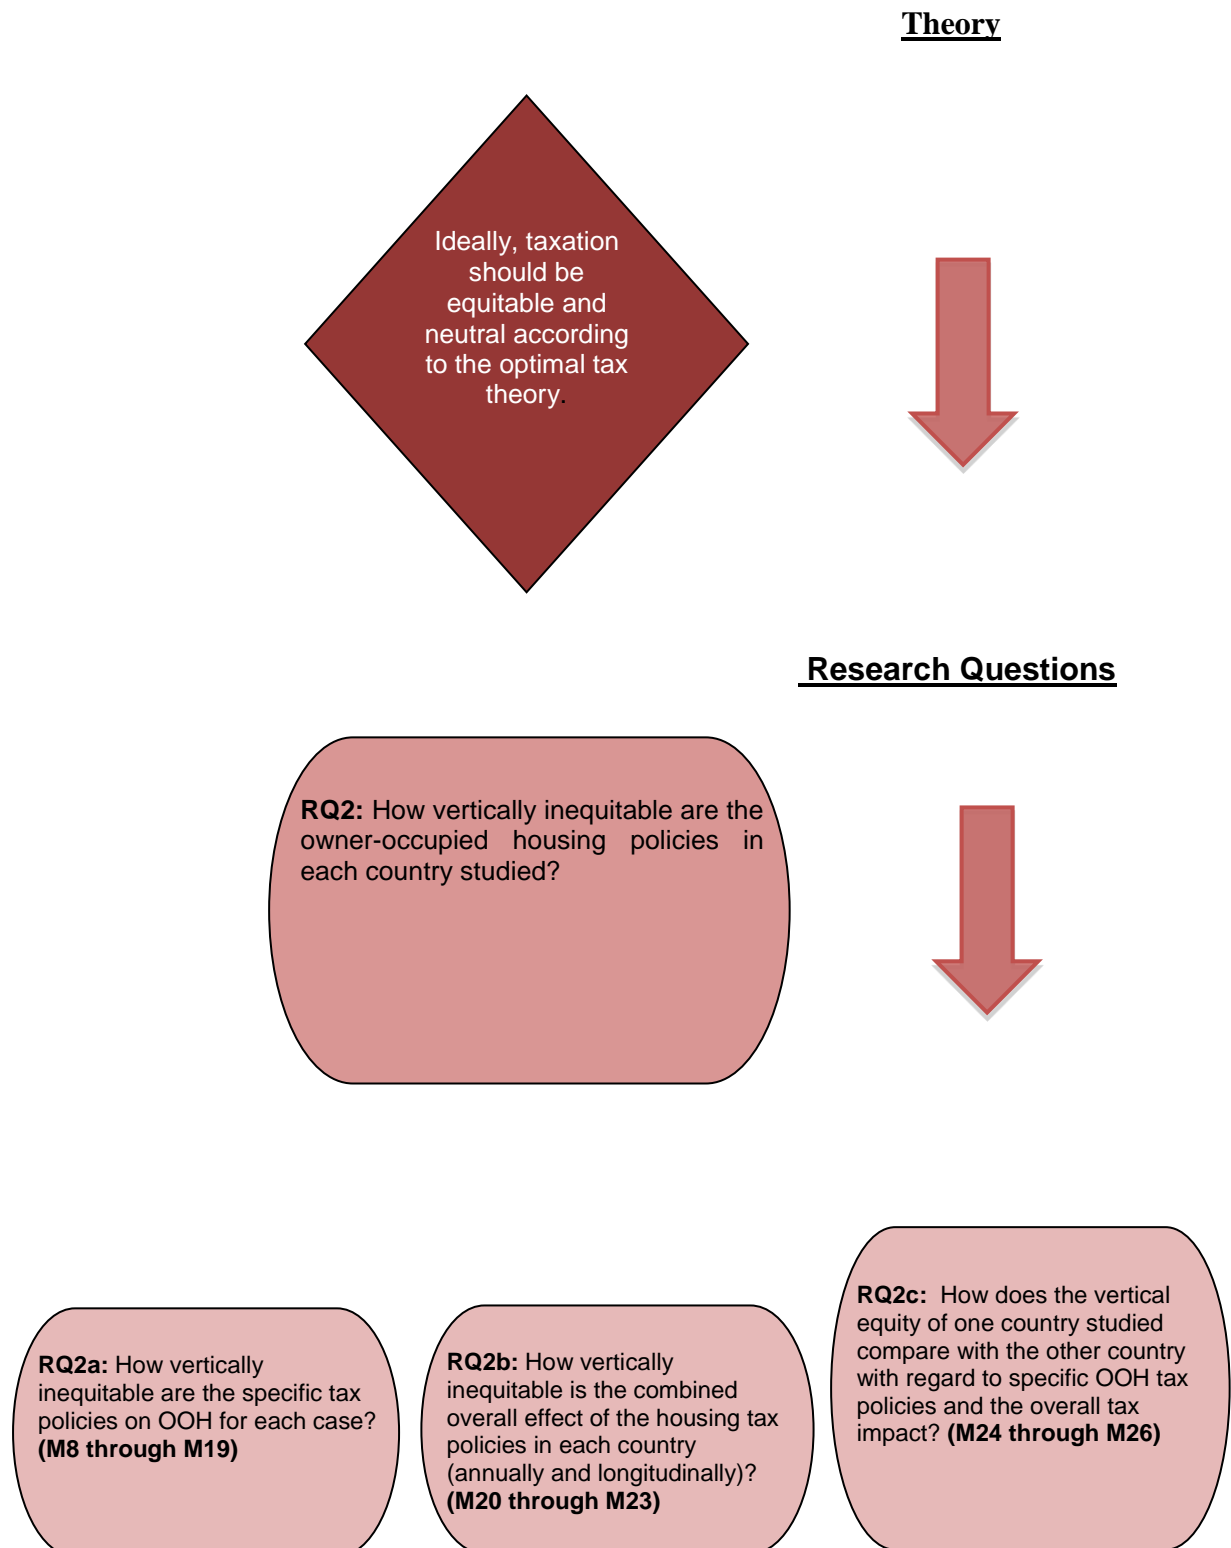 Theory
Ideally, taxation
should be
equitable and
neutral according
to the optimal tax
theory.
Research Questions
RQ2: How vertically inequitable are the
owner-occupied housing policies in
each country studied?
RQ2a: How vertically
inequitable are the specific tax
policies on OOH for each case?
(M8 through M19)
RQ2b: How vertically
inequitable is the combined
overall effect of the housing tax
policies in each country
(annually and longitudinally)?
(M20 through M23)
RQ2c: How does the vertical
equity of one country studied
compare with the other country
with regard to specific OOH tax
policies and the overall tax
impact? (M24 through M26)